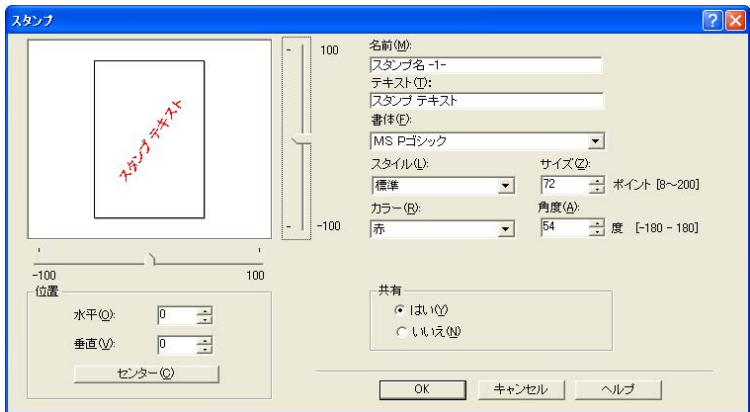 スタンプ
スタンプ テキスト
- 100
- -100
-100 100
名前(M):
スタンプ名 -1-
テキスト(T):
スタンプ テキスト
書体(F):
MS Pゴシック
スタイル(L): サイズ(Z):
標準 72 ポイント [8~200]
カラー(R): 角度(A):
赤 54 度 [-180 - 180]
位置
水平(O): 0
垂直(V): 0
センター(C)
共有
はい(Y)
いいえ(N)
OK キャンセル ヘルプ